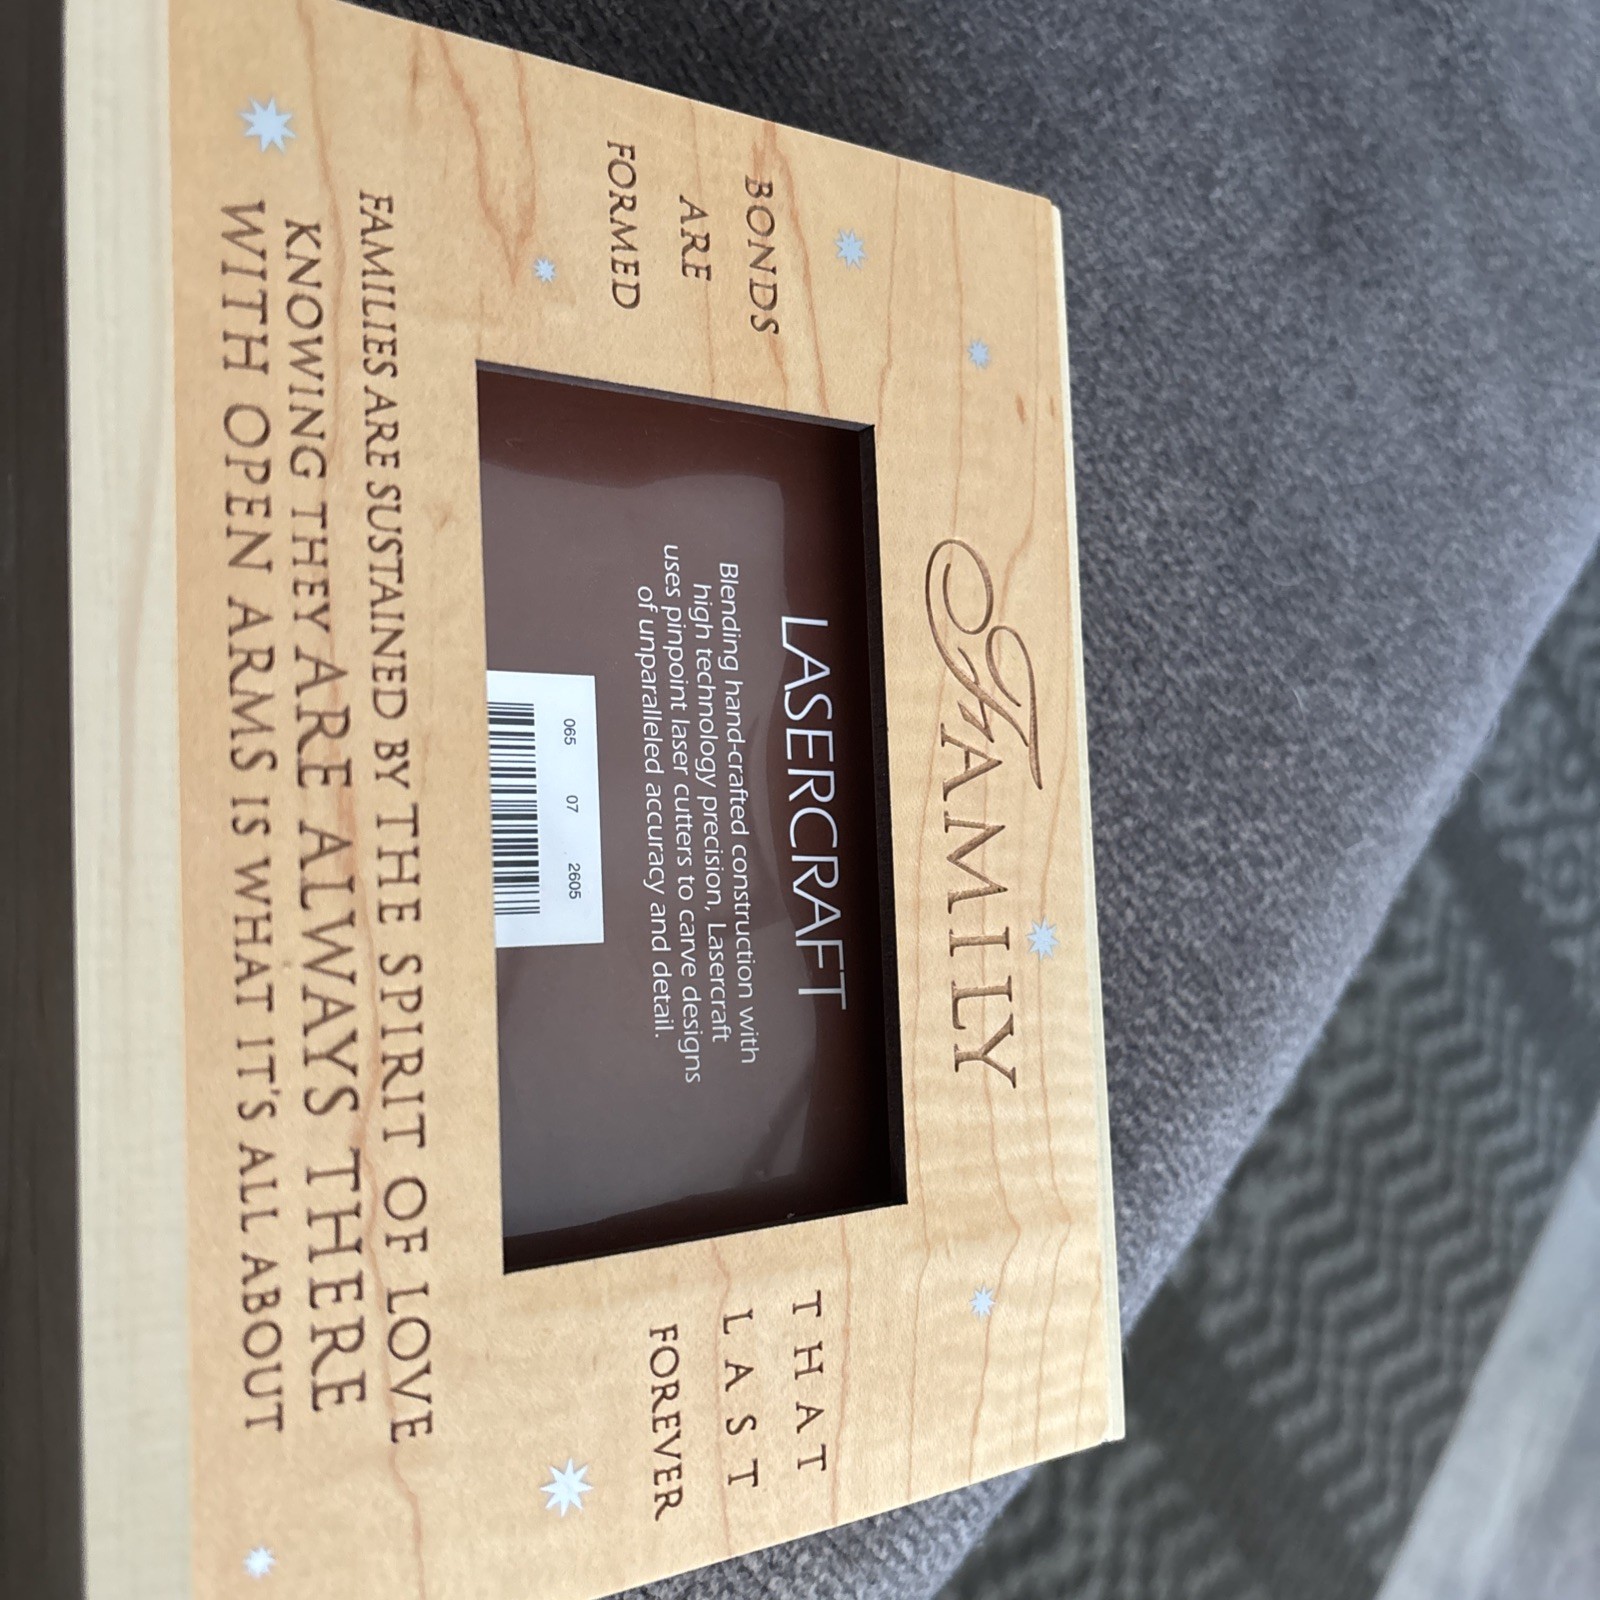 FAMILY
BONDS
ARE
FORMED
LASERCRAFT
Blending hand-crafted construction with
high technology precision, Lasercraft
uses pinpoint laser cutters to carve designs
of unparalleled accuracy and detail.
065 07 2605
THAT
LAST
FOREVER
FAMILIES ARE SUSTAINED BY THE SPIRIT OF LOVE
KNOWING THEY ARE ALWAYS THERE
WITH OPEN ARMS IS WHAT IT'S ALL ABOUT